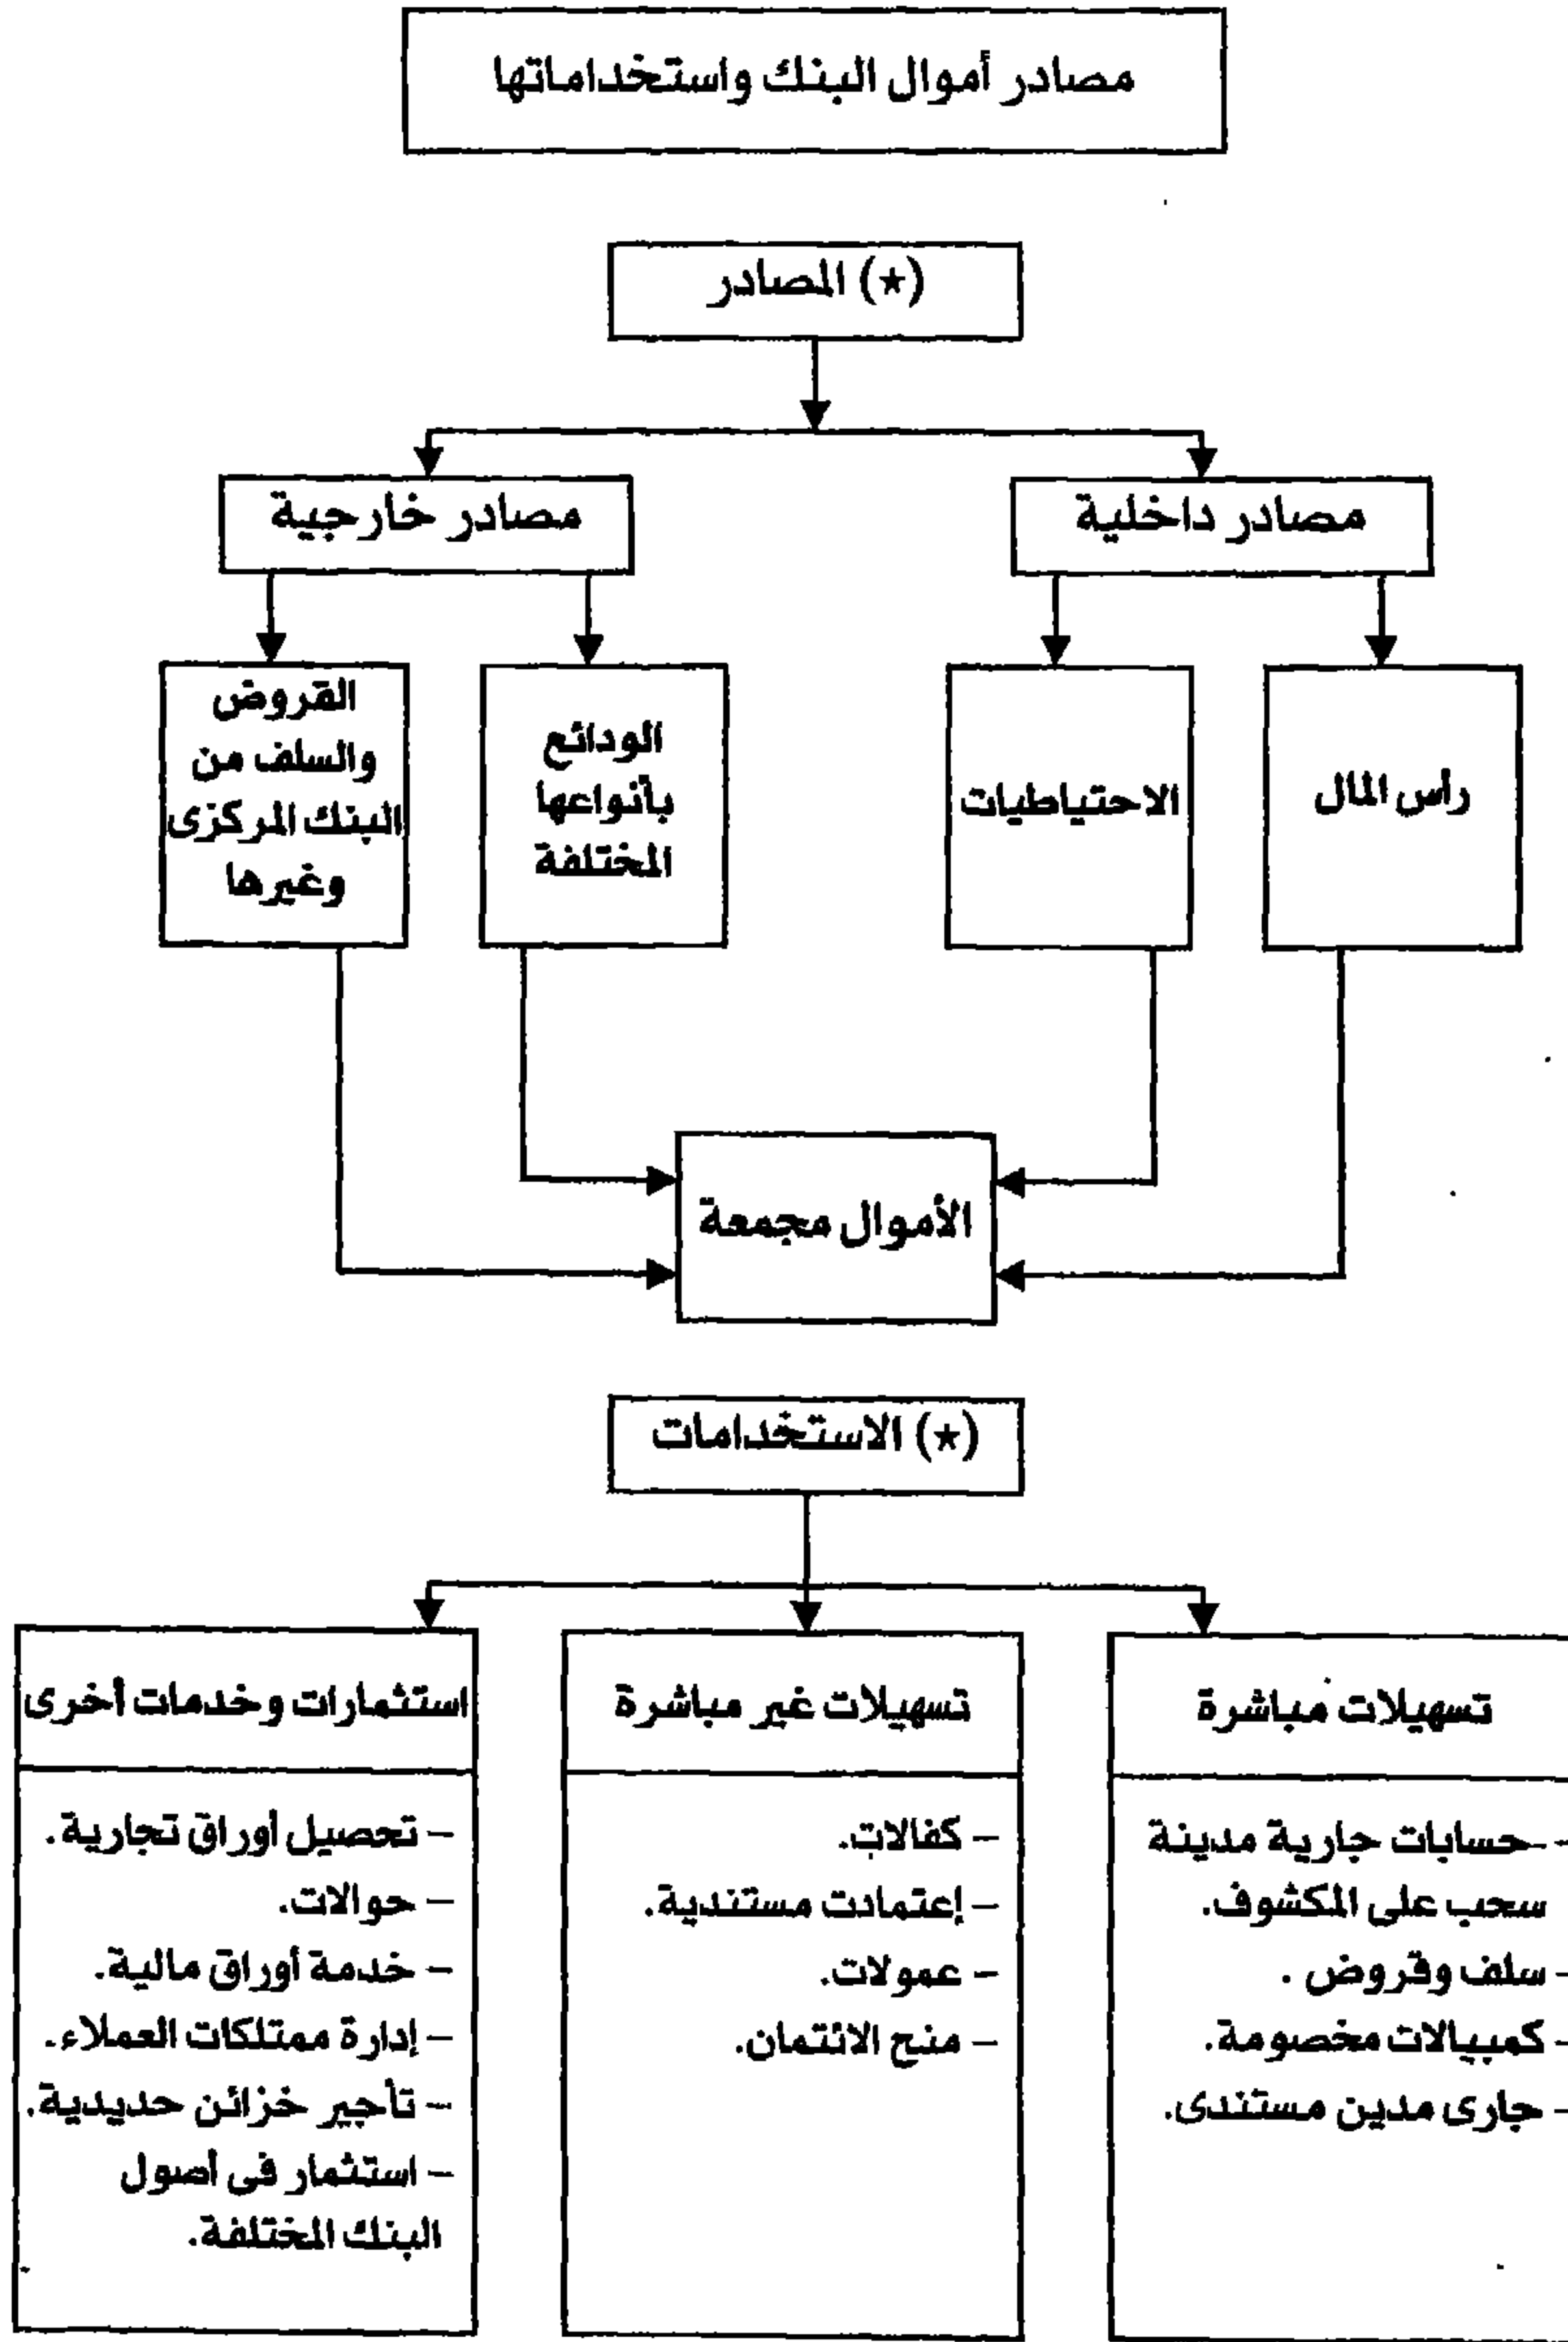 مصادر أموال البنك واستخداماتها
(★) المصادر
مصادر داخلية
مصادر خارجية
رأس المال
الاحتياطيات
الودائع
بأنواعها
المختلفة
القروض
والسلف من
البنك المركزى
وغيرها
الأموال مجمعة
(★) الاستخدامات
تسهيلات مباشرة
- حسابات جارية مدينة
سحب على المكشوف.
- سلف وقروض .
- كمبيالات مخصومة.
- جارى مدين مستندى.
تسهيلات غير مباشرة
- كفالات.
- إعتمادت مستندية.
- عمولات.
- منح الائتمان.
استثمارات وخدمات أخرى
- تحصيل أوراق تجارية.
- حوالات.
- خدمة أوراق مالية.
- إدارة ممتلكات العملاء.
- تأجير خزائن حديدية.
- استثمار فى أصول
البنك المختلفة.